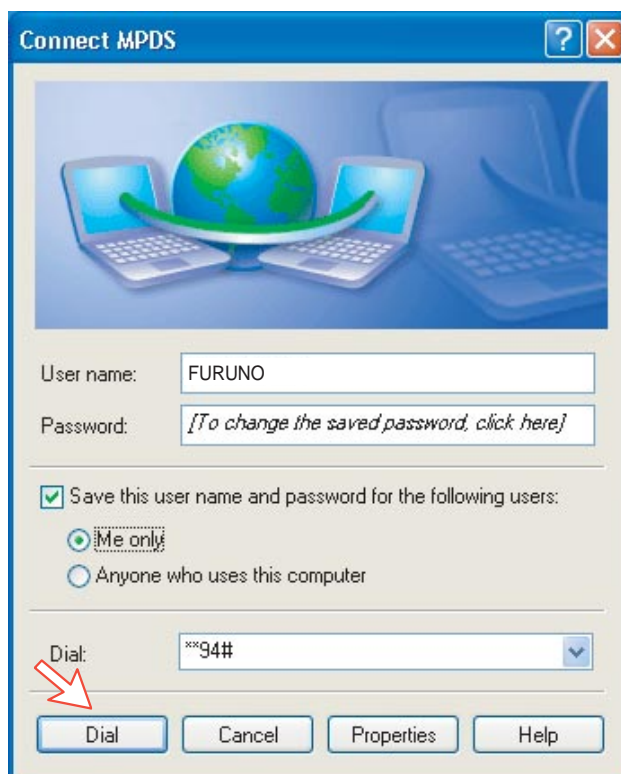 Connect MPDS
User name: FURUNO
Password: [To change the saved password, click here]
Save this user name and password for the following users:
Me only
Anyone who uses this computer
Dial: **94#
Dial Cancel Properties Help